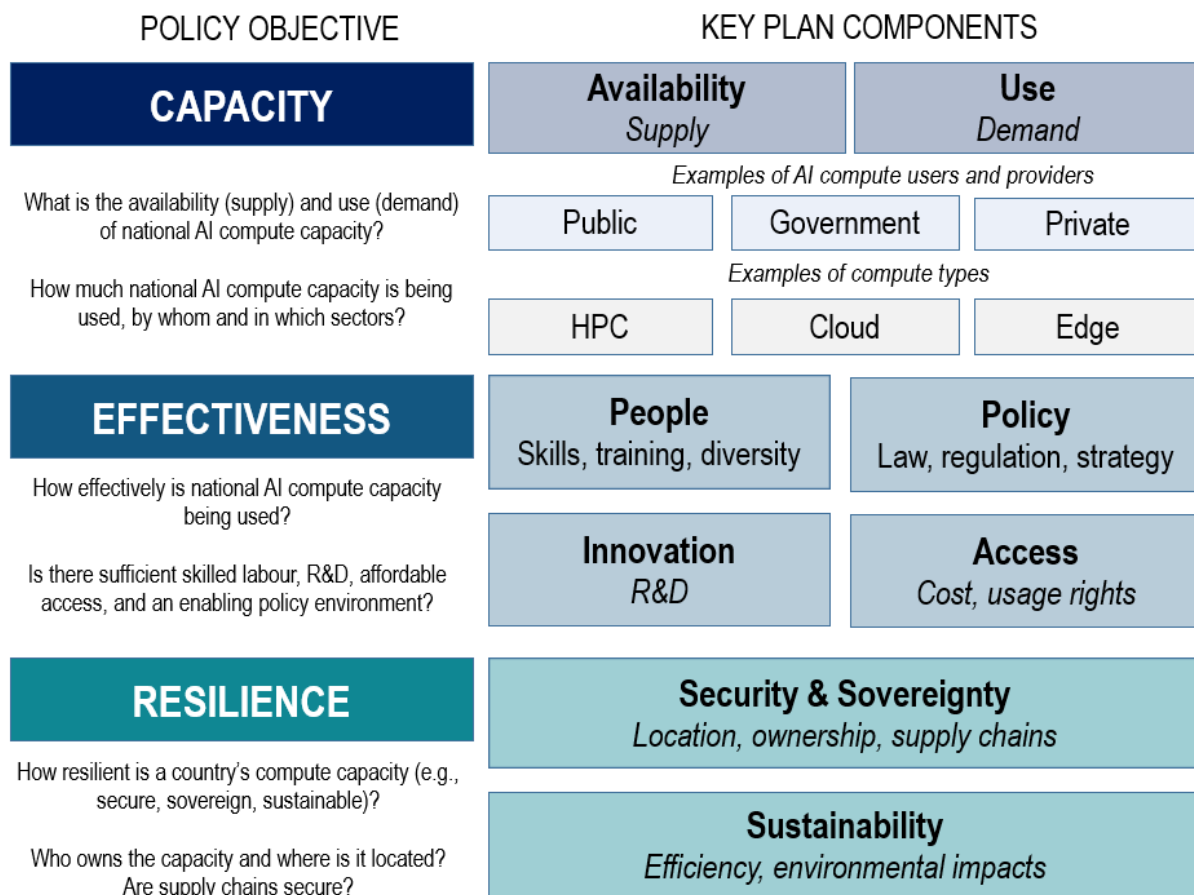 POLICY OBJECTIVE
KEY PLAN COMPONENTS
CAPACITY
What is the availability (supply) and use (demand)
of national AI compute capacity?
How much national AI compute capacity is being
used, by whom and in which sectors?
Availability
Supply
Use
Demand
Examples of AI compute users and providers
Public
Government
Private
Examples of compute types
HPC
Cloud
Edge
EFFECTIVENESS
How effectively is national AI compute capacity
being used?
Is there sufficient skilled labour, R&D, affordable
access, and an enabling policy environment?
People
Skills, training, diversity
Policy
Law, regulation, strategy
Innovation
R&D
Access
Cost, usage rights
RESILIENCE
How resilient is a country’s compute capacity (e.g.,
secure, sovereign, sustainable)?
Who owns the capacity and where is it located?
Are supply chains secure?
Security & Sovereignty
Location, ownership, supply chains
Sustainability
Efficiency, environmental impacts